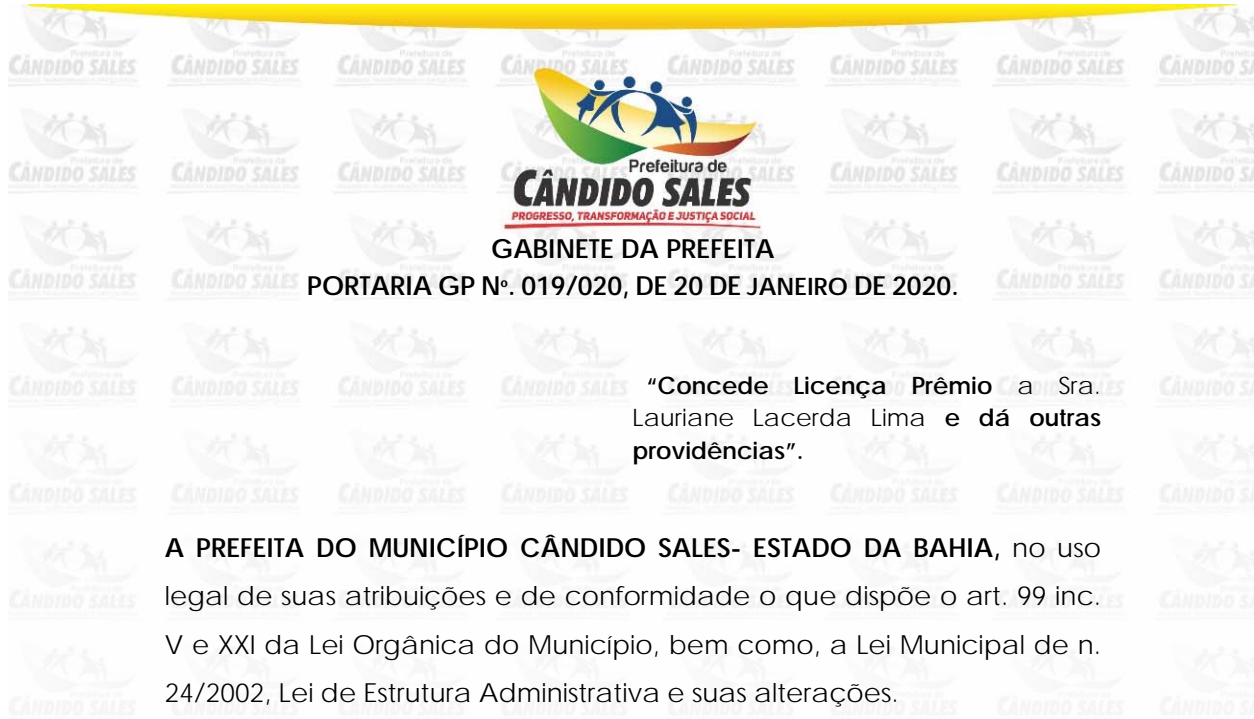 Prefeitura de
CÂNDIDO SALES
PROGRESSO, TRANSFORMAÇÃO E JUSTIÇA SOCIAL
GABINETE DA PREFEITA
PORTARIA GP Nº. 019/020, DE 20 DE JANEIRO DE 2020.
“Concede Licença Prêmio a Sra.
Lauriane Lacerda Lima e dá outras
providências”.
A PREFEITA DO MUNICÍPIO CÂNDIDO SALES- ESTADO DA BAHIA, no uso
legal de suas atribuições e de conformidade o que dispõe o art. 99 inc.
V e XXI da Lei Orgânica do Município, bem como, a Lei Municipal de n.
24/2002, Lei de Estrutura Administrativa e suas alterações.